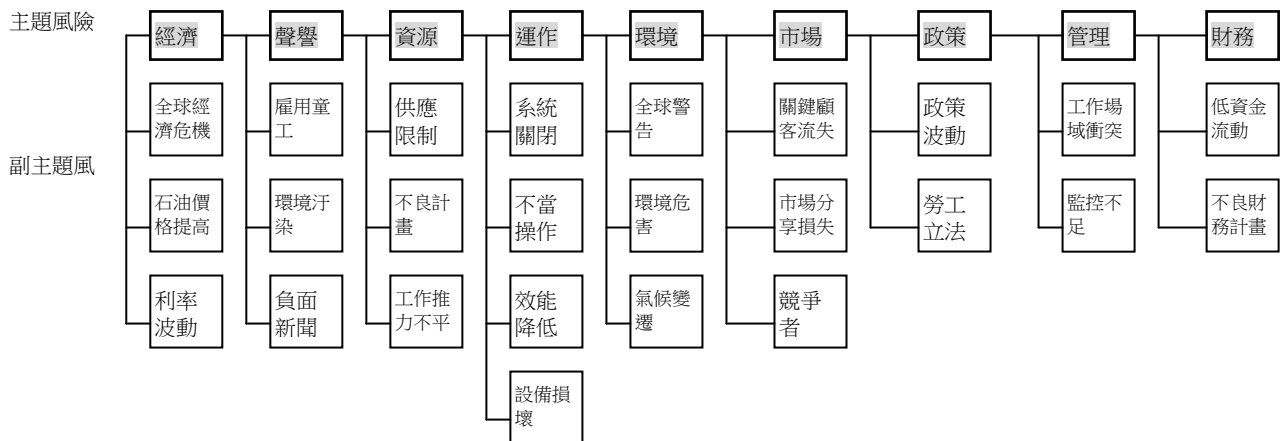 主題風險
經濟
聲譽
資源
運作
環境
市場
政策
管理
財務
副主題風
全球經
濟危機
雇用童
工
供應
限制
系統
關閉
全球警
告
關鍵顧
客流失
政策
波動
工作場
域衝突
低資金
流動
石油價
格提高
環境汙
染
不良計
畫
不當
操作
環境危
害
市場分
享損失
勞工
立法
監控不
足
不良財
務計畫
利率
波動
負面
新聞
工作推
力不平
效能
降低
氣候變
遷
競爭
者
設備損
壞